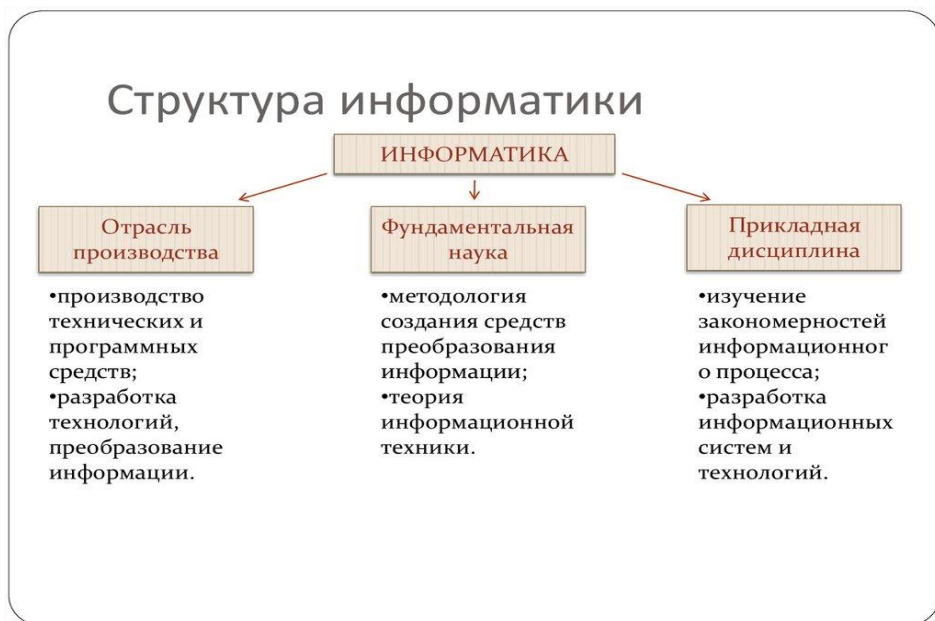 Структура информатики
ИНФОРМАТИКА
Отрасль
производства
•производство
технических и
программных
средств;
•разработка
технологий,
преобразование
информации.
Фундаментальная
наука
•методология
создания средств
преобразования
информации;
•теория
информационной
техники.
Прикладная
дисциплина
•изучение
закономерностей
информационног
о процесса;
•разработка
информационных
систем и
технологий.